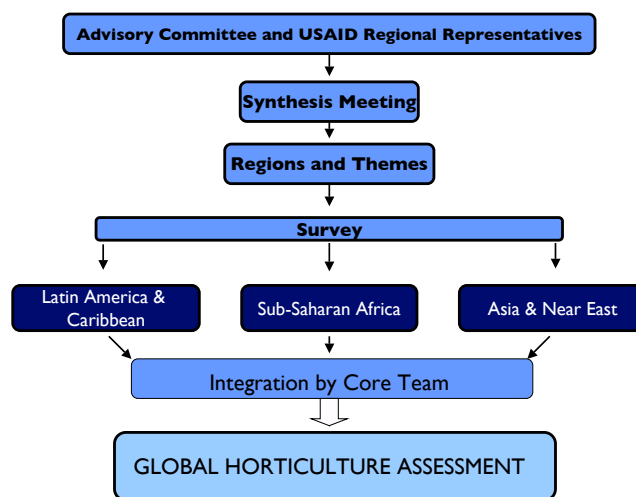 Advisory Committee and USAID Regional Representatives
Synthesis Meeting
Regions and Themes
Survey
Latin America &
Caribbean
Sub-Saharan Africa
Asia & Near East
Integration by Core Team
GLOBAL HORTICULTURE ASSESSMENT